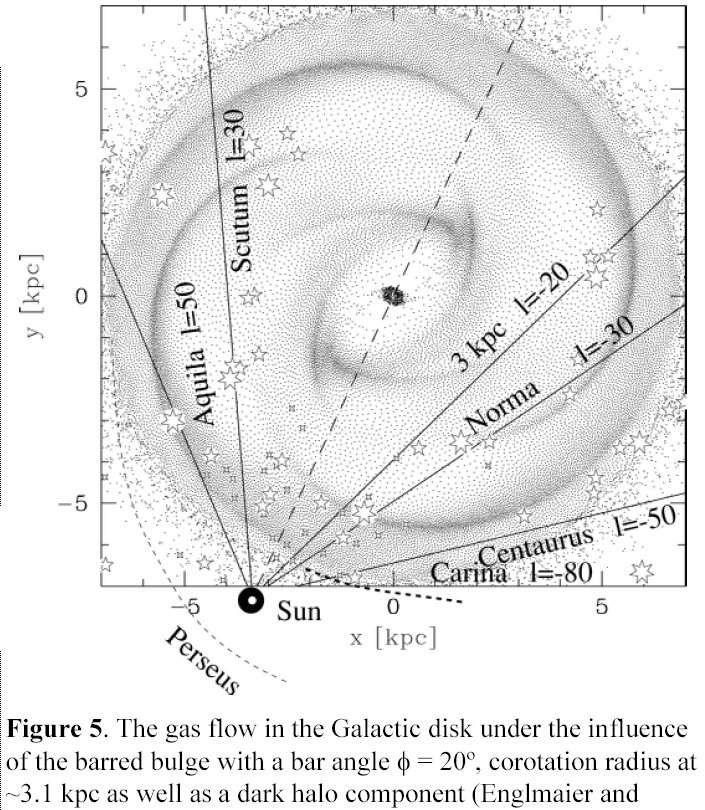 5
0
−5
y [kpc]
Scutum l=30
Aquila l=50
3 kpc l=-20
Norma l=-30
Centaurus l=-50
Carina l=-80
Sun
Perseus
−5
0
5
x [kpc]
Figure 5. The gas flow in the Galactic disk under the influence
of the barred bulge with a bar angle ϕ = 20º, corotation radius at
~3.1 kpc as well as a dark halo component (Englmaier and